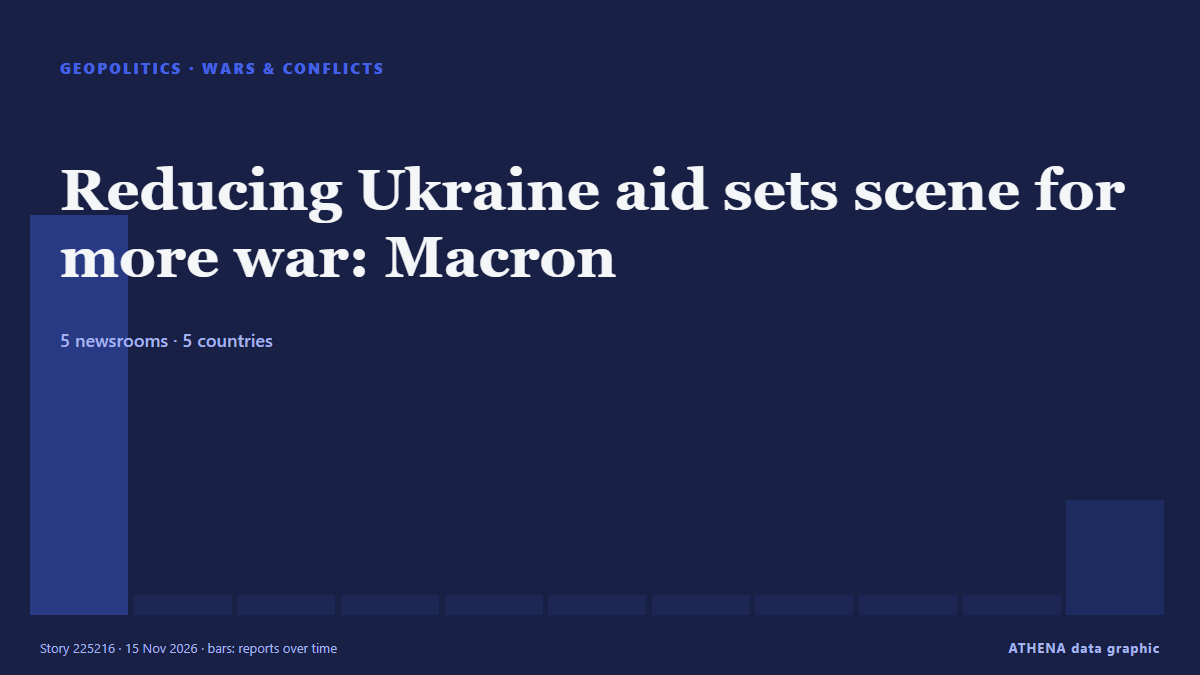 GEOPOLITICS · WARS & CONFLICTS
Reducing Ukraine aid sets scene for
more war: Macron
5 newsrooms · 5 countries
Story 225216 · 15 Nov 2026 · bars: reports over time
ATHENA data graphic